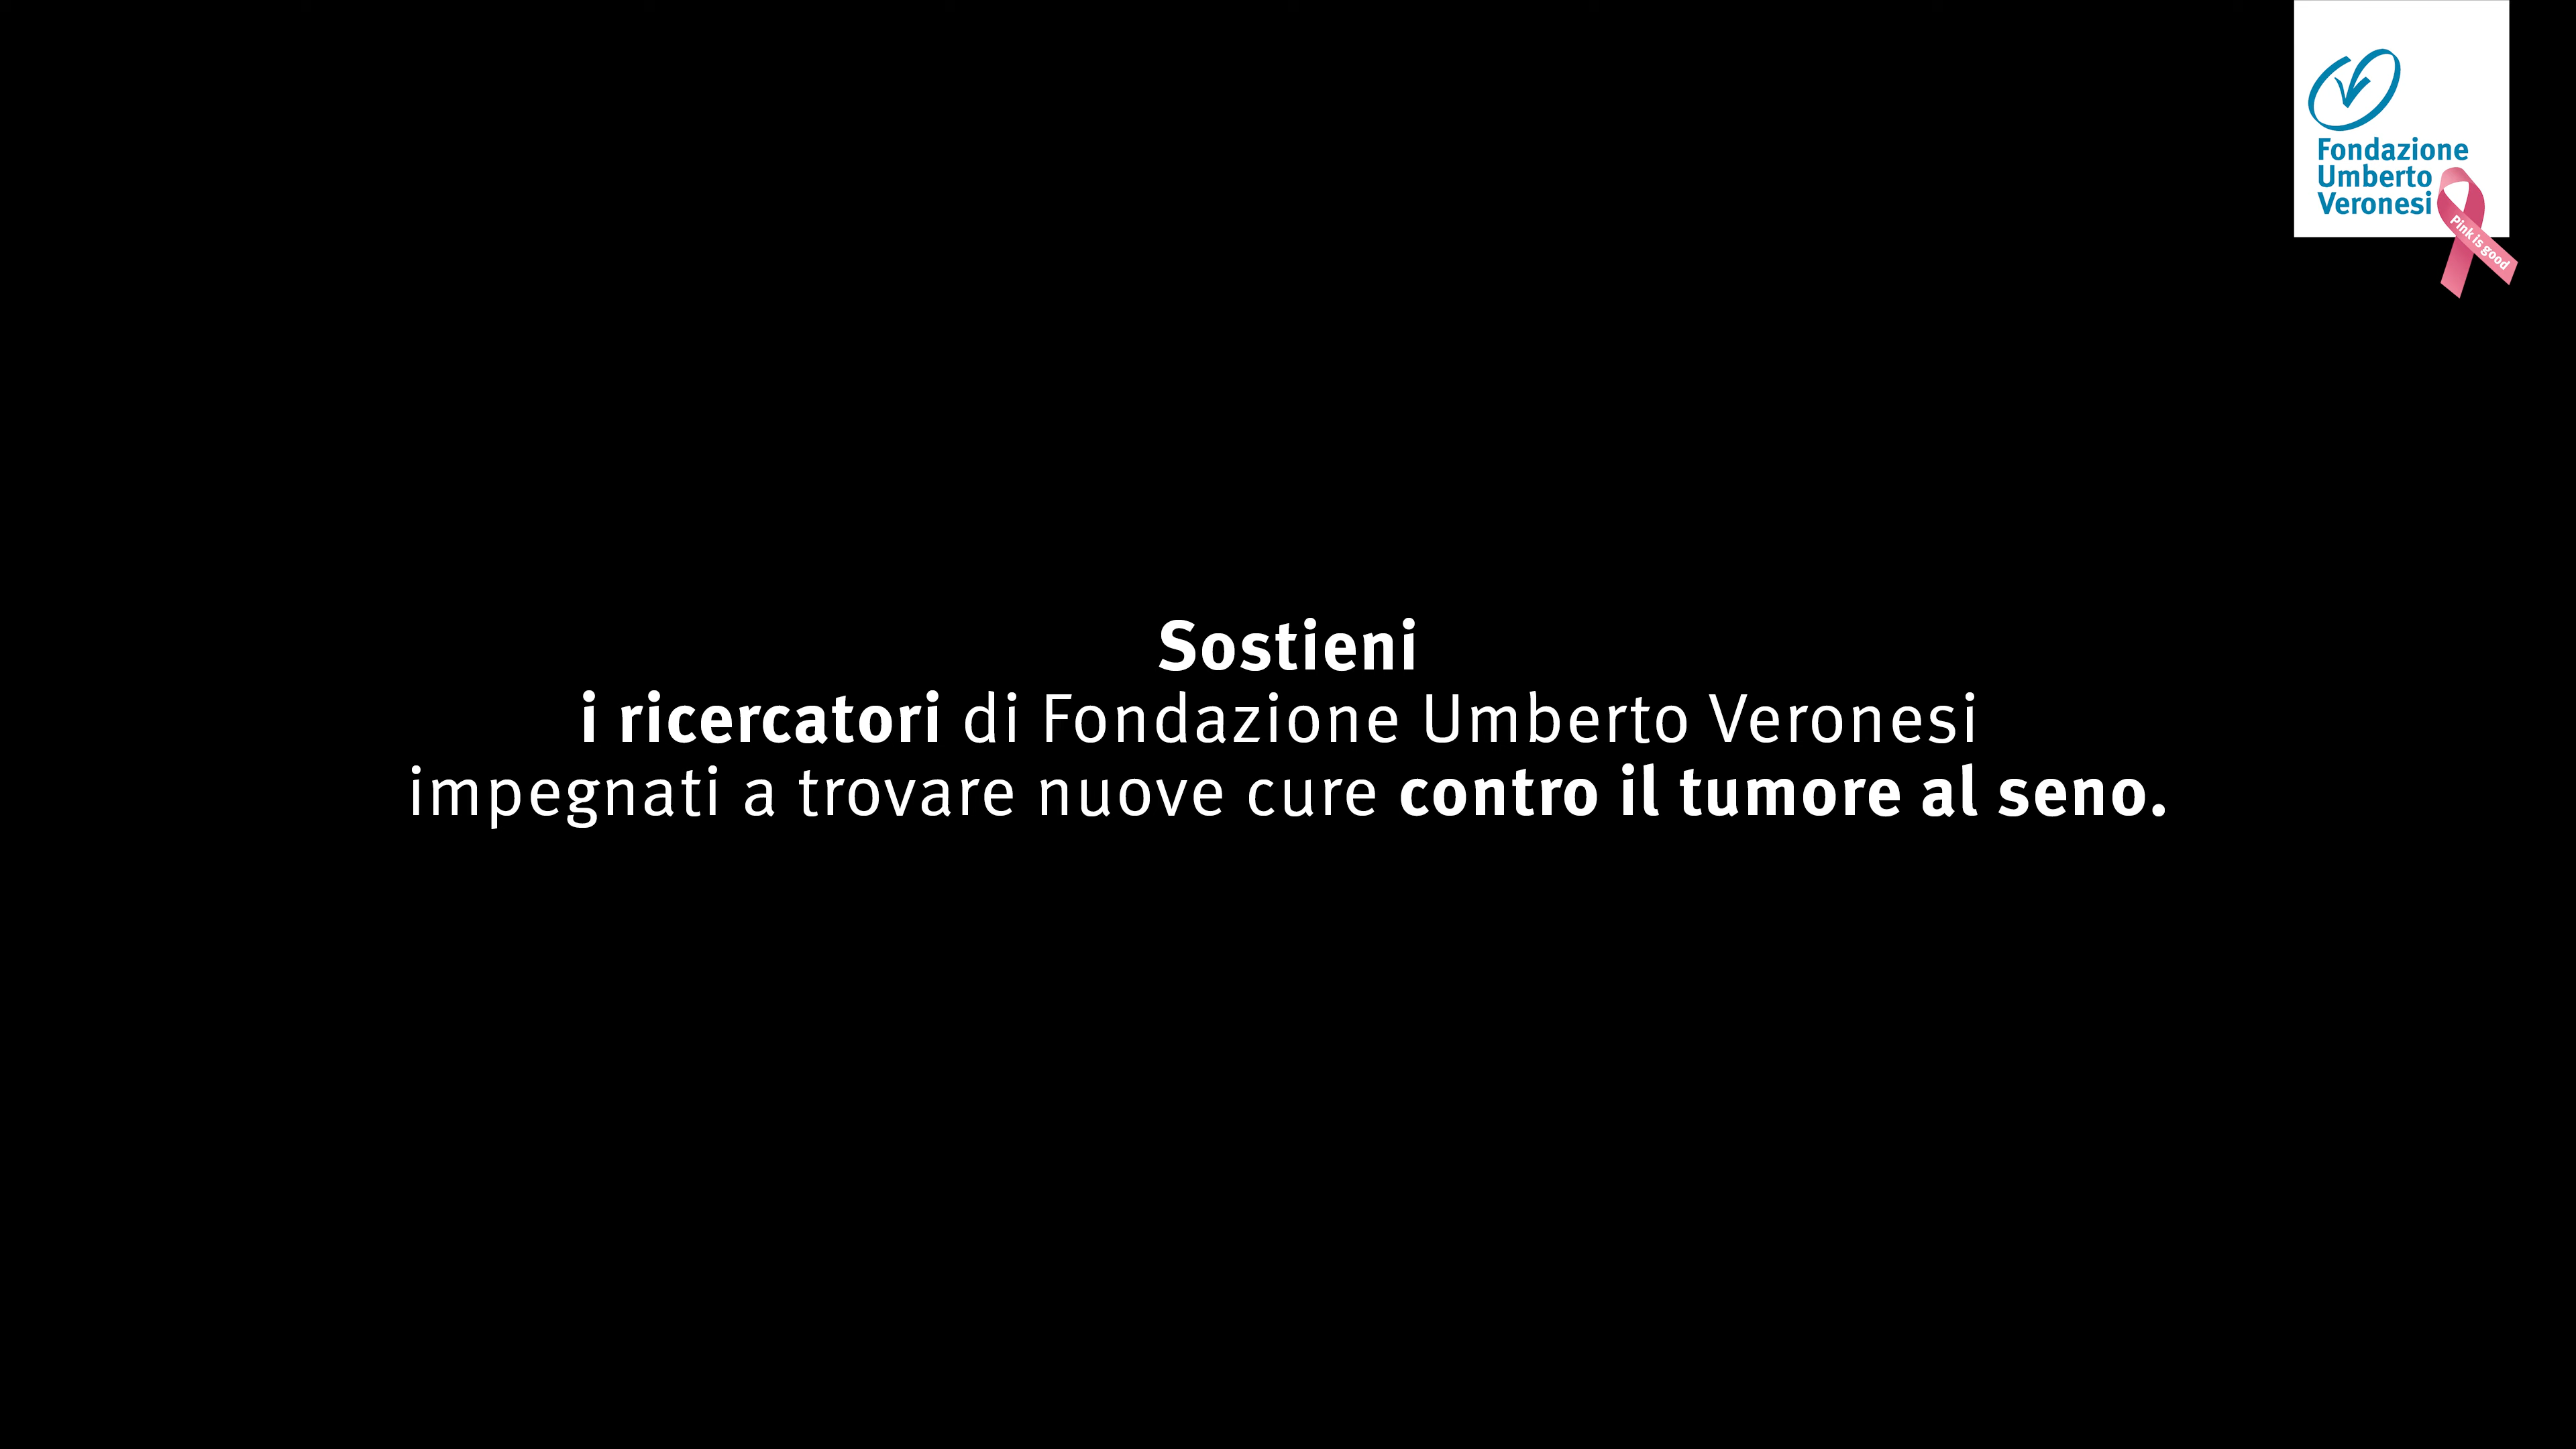 Fondazione
Umberto
Veronesi
Pink is good
Sostieni
i ricercatori di Fondazione Umberto Veronesi
impegnati a trovare nuove cure contro il tumore al seno.